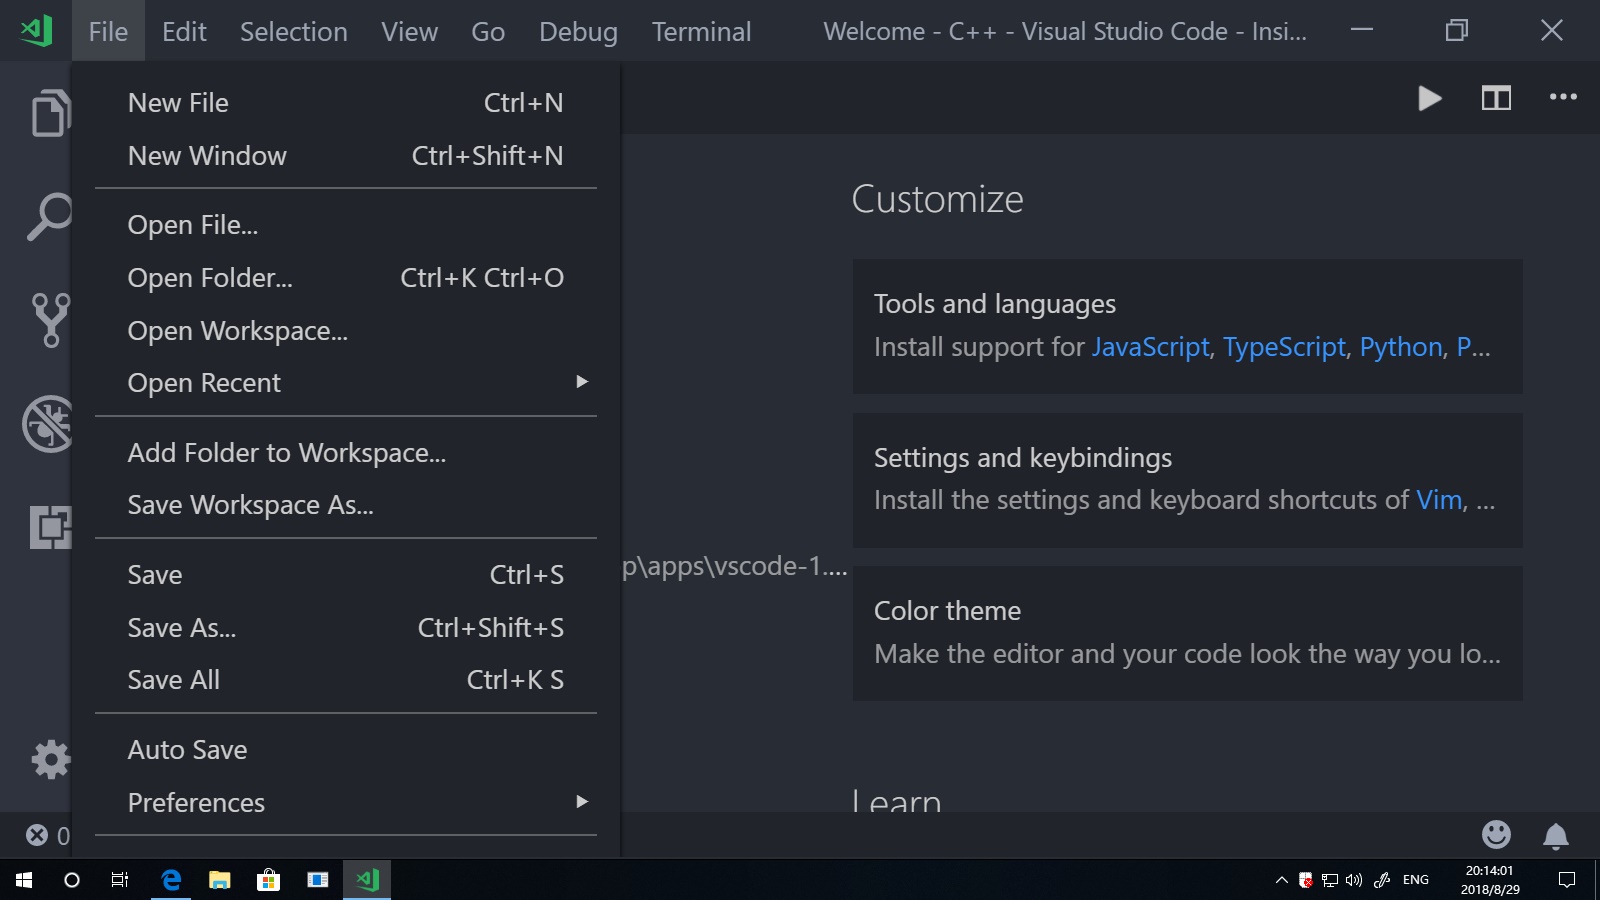 File Edit Selection View Go Debug Terminal Welcome - C++ - Visual Studio Code - Insi...
New File Ctrl+N
New Window Ctrl+Shift+N
Open File...
Open Folder... Ctrl+K Ctrl+O
Open Workspace...
Open Recent
Add Folder to Workspace...
Save Workspace As...
Save Ctrl+S
Save As... Ctrl+Shift+S
Save All Ctrl+K S
Auto Save
Preferences
p\apps\vscode-1....
Customize
Tools and languages
Install support for JavaScript, TypeScript, Python, P...
Settings and keybindings
Install the settings and keyboard shortcuts of Vim, ...
Color theme
Make the editor and your code look the way you lo...
Learn
0
ENG
20:14:01
2018/8/29